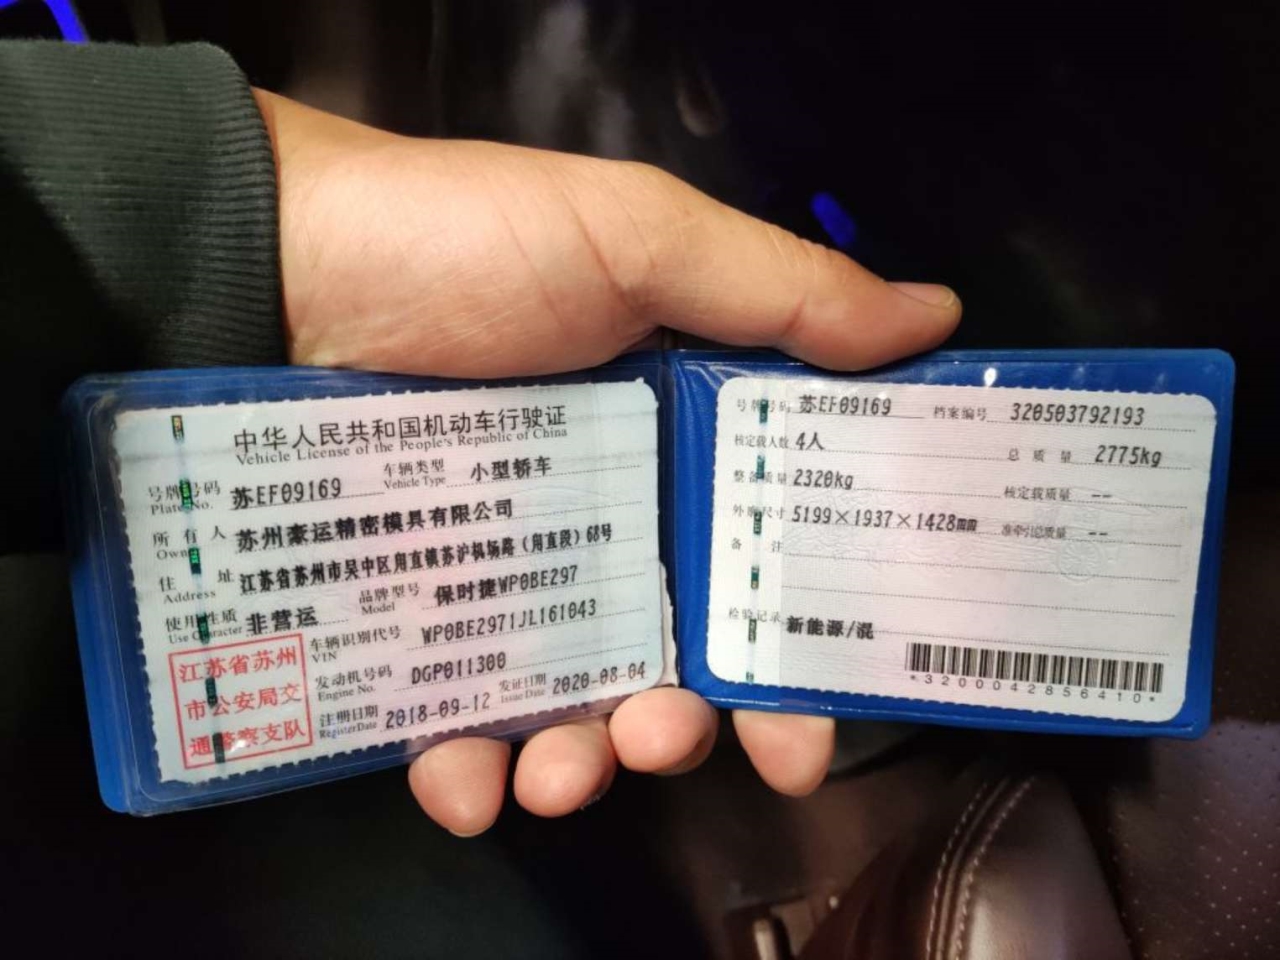 中华人民共和国机动车行驶证
Vehicle License of the People's Republic of China
号牌号码 苏EF09169 车辆类型 小型轿车
Plate No. Vehicle Type
所有人 苏州豪运精密模具有限公司
Owner
住址 江苏省苏州市吴中区甪直镇苏沪机场路(甪直段)68号
Address
使用性质 非营运 品牌型号 保时捷WP0BE297
Use Character Model
车辆识别代号 WP0BE2971JL161043
VIN
发动机号码 DGP011300
Engine No.
注册日期 2018-09-12 发证日期 2020-08-04
Register Date Issue Date
江苏省苏州
市公安局交
通警察支队
号牌号码 苏EF09169 档案编号 320503792193
核定载人数 4人 总质量 2775kg
整备质量 2320kg 核定载质量 --
外廓尺寸 5199×1937×1428mm 准牵引总质量 --
备注
检验记录 新能源/混
*3200042856410*